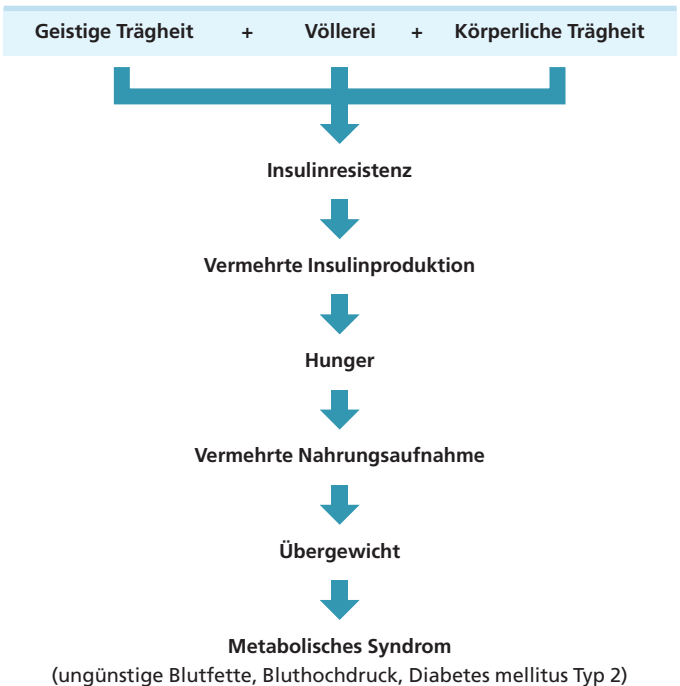 Geistige Trägheit + Völlerei + Körperliche Trägheit
Insulinresistenz
Vermehrte Insulinproduktion
Hunger
Vermehrte Nahrungsaufnahme
Übergewicht
Metabolisches Syndrom
(ungünstige Blutfette, Bluthochdruck, Diabetes mellitus Typ 2)